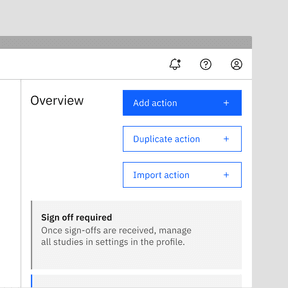 Overview
Add action +
Duplicate action +
Import action +
Sign off required
Once sign-offs are received, manage
all studies in settings in the profile.